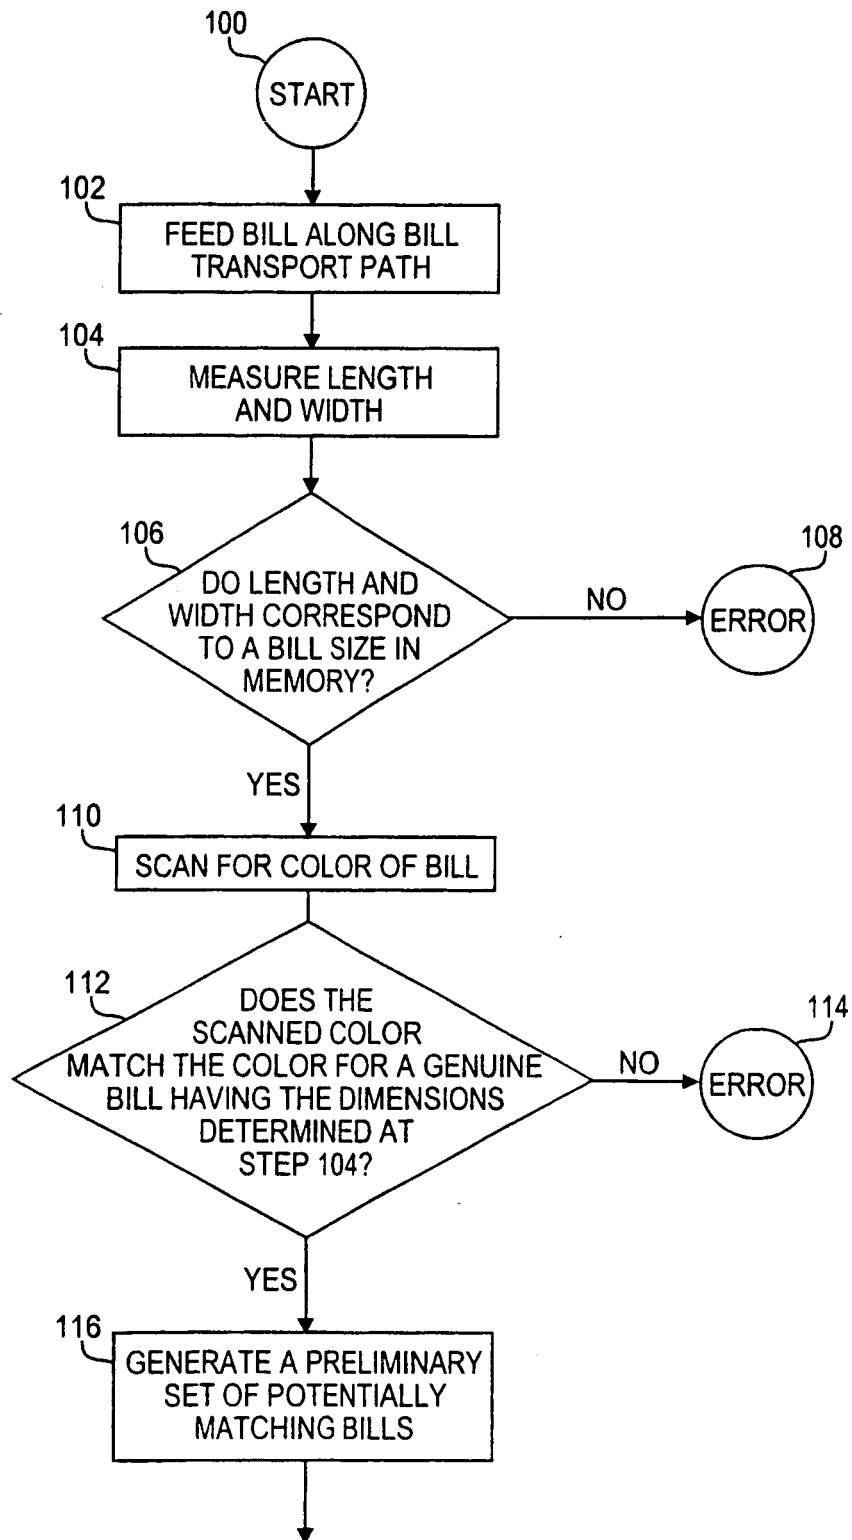 100
START
102
FEED BILL ALONG BILL
TRANSPORT PATH
104
MEASURE LENGTH
AND WIDTH
106
DO LENGTH AND
WIDTH CORRESPOND
TO A BILL SIZE IN
MEMORY?
NO
108
ERROR
YES
110
SCAN FOR COLOR OF BILL
112
DOES THE
SCANNED COLOR
MATCH THE COLOR FOR A GENUINE
BILL HAVING THE DIMENSIONS
DETERMINED AT
STEP 104?
NO
114
ERROR
YES
116
GENERATE A PRELIMINARY
SET OF POTENTIALLY
MATCHING BILLS